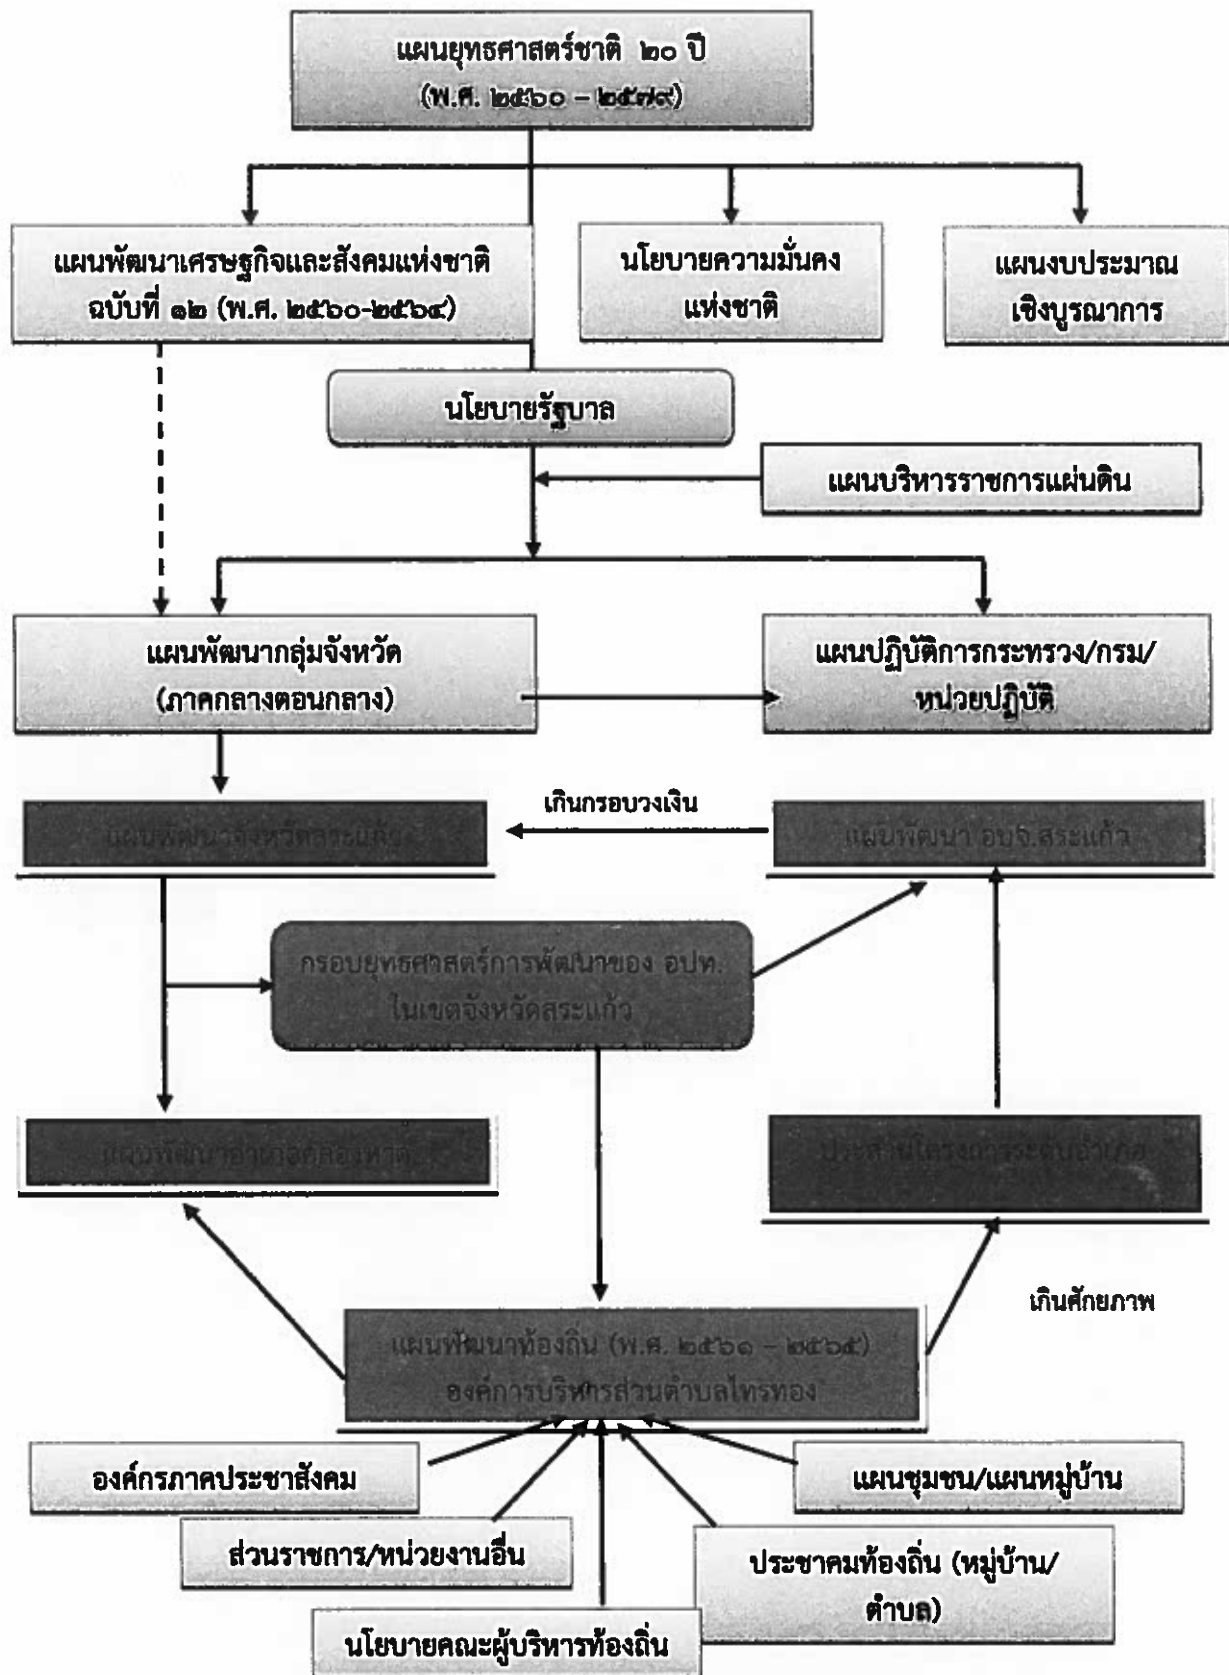 แผนยุทธศาสตร์ชาติ ๒๐ ปี
(พ.ศ. ๒๕๖๐ – ๒๕๗๙)
แผนพัฒนาเศรษฐกิจและสังคมแห่งชาติ
ฉบับที่ ๑๒ (พ.ศ. ๒๕๖๐-๒๕๖๔)
นโยบายความมั่นคง
แห่งชาติ
แผนงบประมาณ
เชิงบูรณาการ
นโยบายรัฐบาล
แผนบริหารราชการแผ่นดิน
แผนพัฒนากลุ่มจังหวัด
(ภาคกลางตอนกลาง)
แผนปฏิบัติการกระทรวง/กรม/
หน่วยปฏิบัติ
แผนพัฒนาจังหวัดสระแก้ว
เกินกรอบวงเงิน
แผนพัฒนา อบจ.สระแก้ว
กรอบยุทธศาสตร์การพัฒนาของ อปท.
ในเขตจังหวัดสระแก้ว
แผนพัฒนาอำเภอคลองหาด
ประสานโครงการระดับอำเภอ
เกินศักยภาพ
แผนพัฒนาท้องถิ่น (พ.ศ. ๒๕๖๑ – ๒๕๖๕)
องค์การบริหารส่วนตำบลไทรทอง
องค์กรภาคประชาสังคม
แผนชุมชน/แผนหมู่บ้าน
ส่วนราชการ/หน่วยงานอื่น
ประชาคมท้องถิ่น (หมู่บ้าน/
ตำบล)
นโยบายคณะผู้บริหารท้องถิ่น